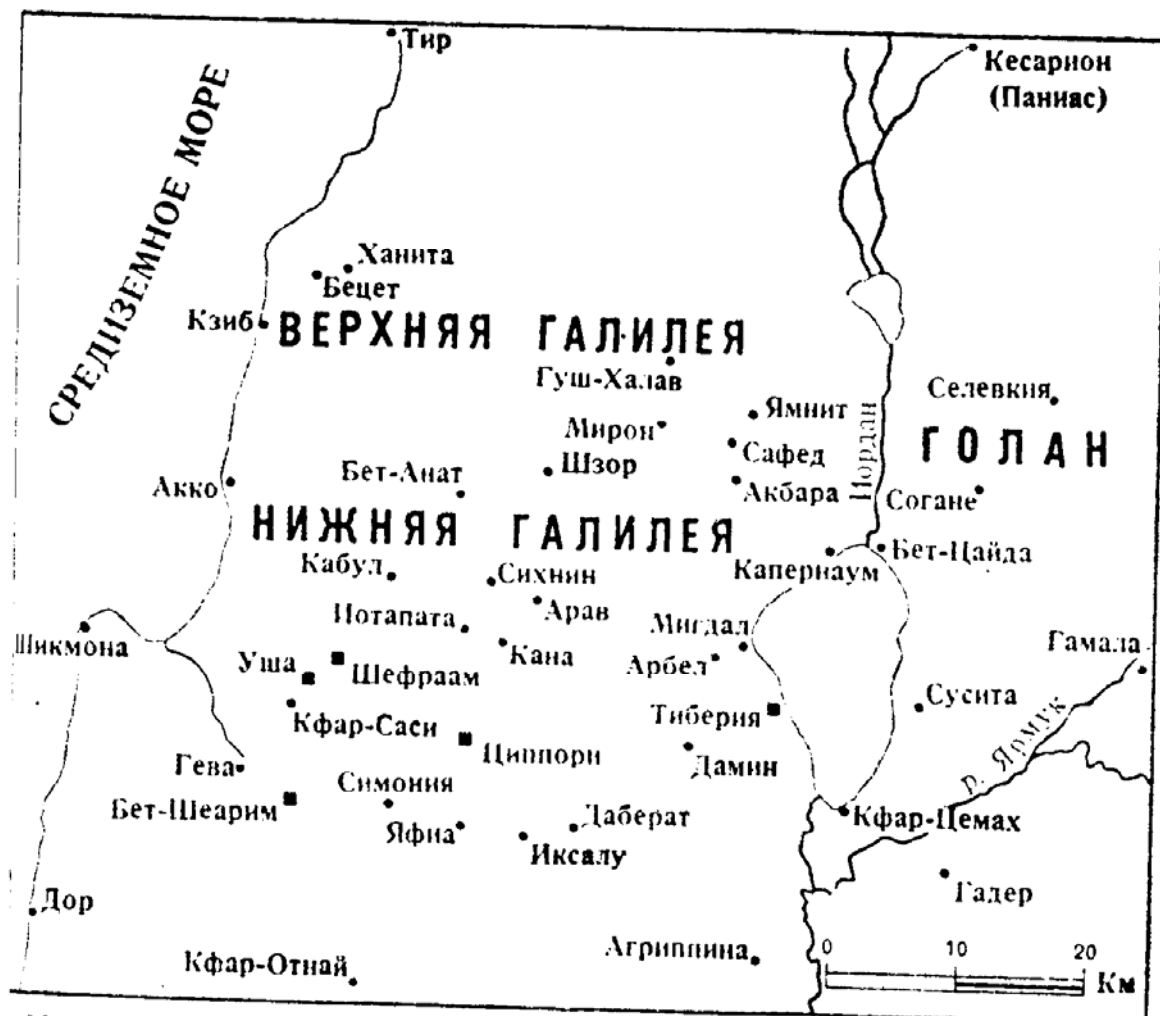 Тир
Кесарион
(Паниас)
СРЕДИЗЕМНОЕ МОРЕ
Ханита
Бецет
Кзиб
ВЕРХНЯЯ ГАЛИЛЕЯ
Гуш-Халав
Селевкия
Ямнит
Мирон
ГОЛАН
Сафед
Шзор
Иордан
Бет-Анат
Акко
Акбара
Согане
НИЖНЯЯ ГАЛИЛЕЯ
Бет-Цайда
Капернаум
Кабул
Сихнин
Арав
Иотапата
Мигдал
Шикмона
Гамала
Кана
Арбел
Уша
Шефраам
Сусита
Тиберия
Кфар-Саси
р. Ярмук
Циппори
Дамин
Гева
Симония
Бет-Шеарим
Даберат
Кфар-Цемах
Яфиа
Иксалу
Гадер
Дор
Агриппина
0 10 20
Км
Кфар-Отнай